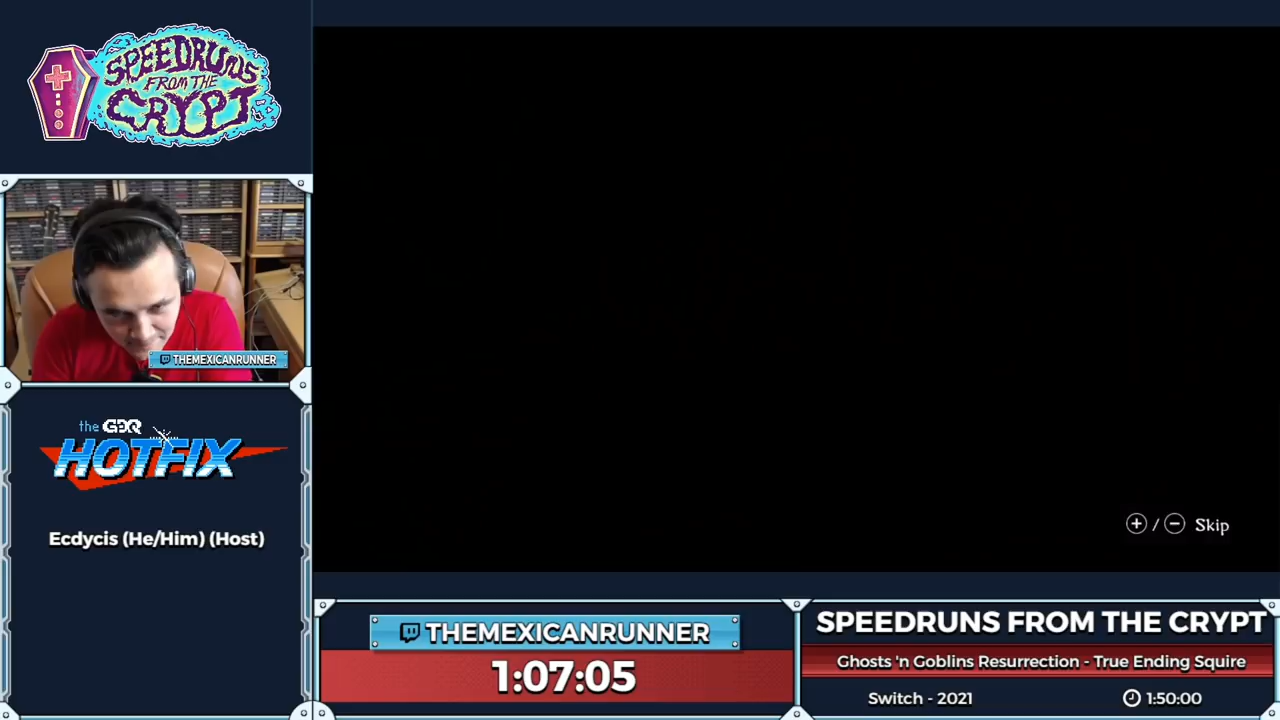 SPEEDRUNS
FROM THE
CRYPT
THEMEXICANRUNNER
the GDQ
HOTFIX
Ecdycis (He/Him) (Host)
+ / − Skip
THEMEXICANRUNNER
1:07:05
SPEEDRUNS FROM THE CRYPT
Ghosts 'n Goblins Resurrection - True Ending Squire
Switch - 2021 1:50:00